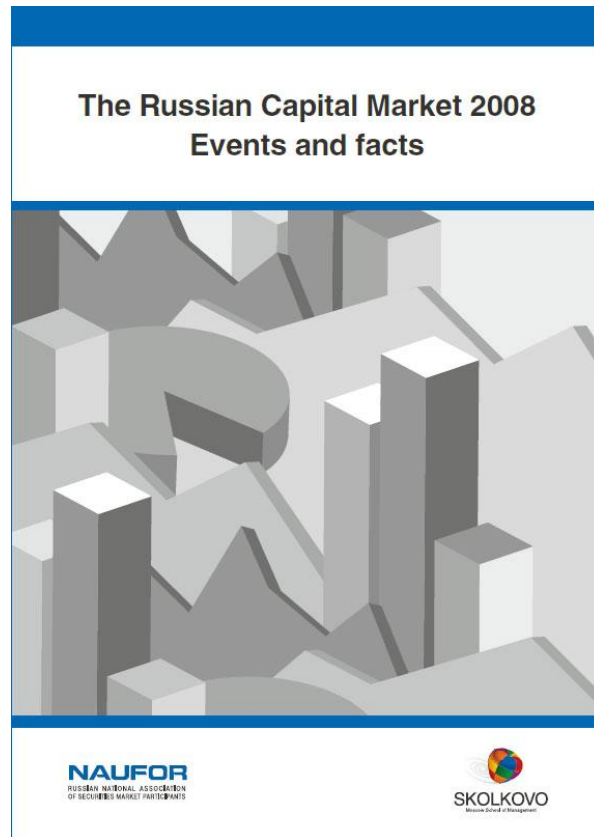 The Russian Capital Market 2008
Events and facts
NAUFOR
RUSSIAN NATIONAL ASSOCIATION
OF SECURITIES MARKET PARTICIPANTS
SKOLKOVO
Moscow School of Management